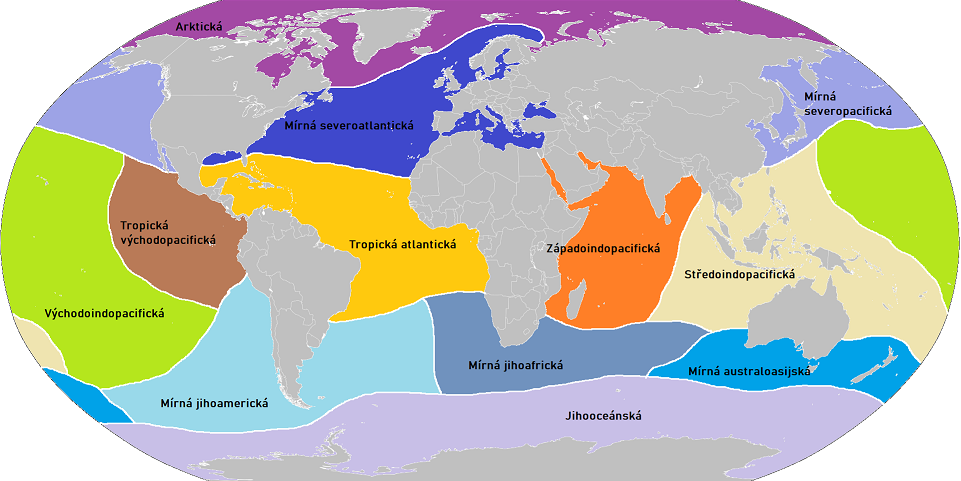 Arktická
Mírná
severopacifická
Mírná severoatlantická
Tropická
východopacifická
Tropická atlantická
Západoindopacifická
Středoindopacifická
Východoindopacifická
Mírná jihoafrická
Mírná australoasijská
Mírná jihoamerická
Jihooceánská